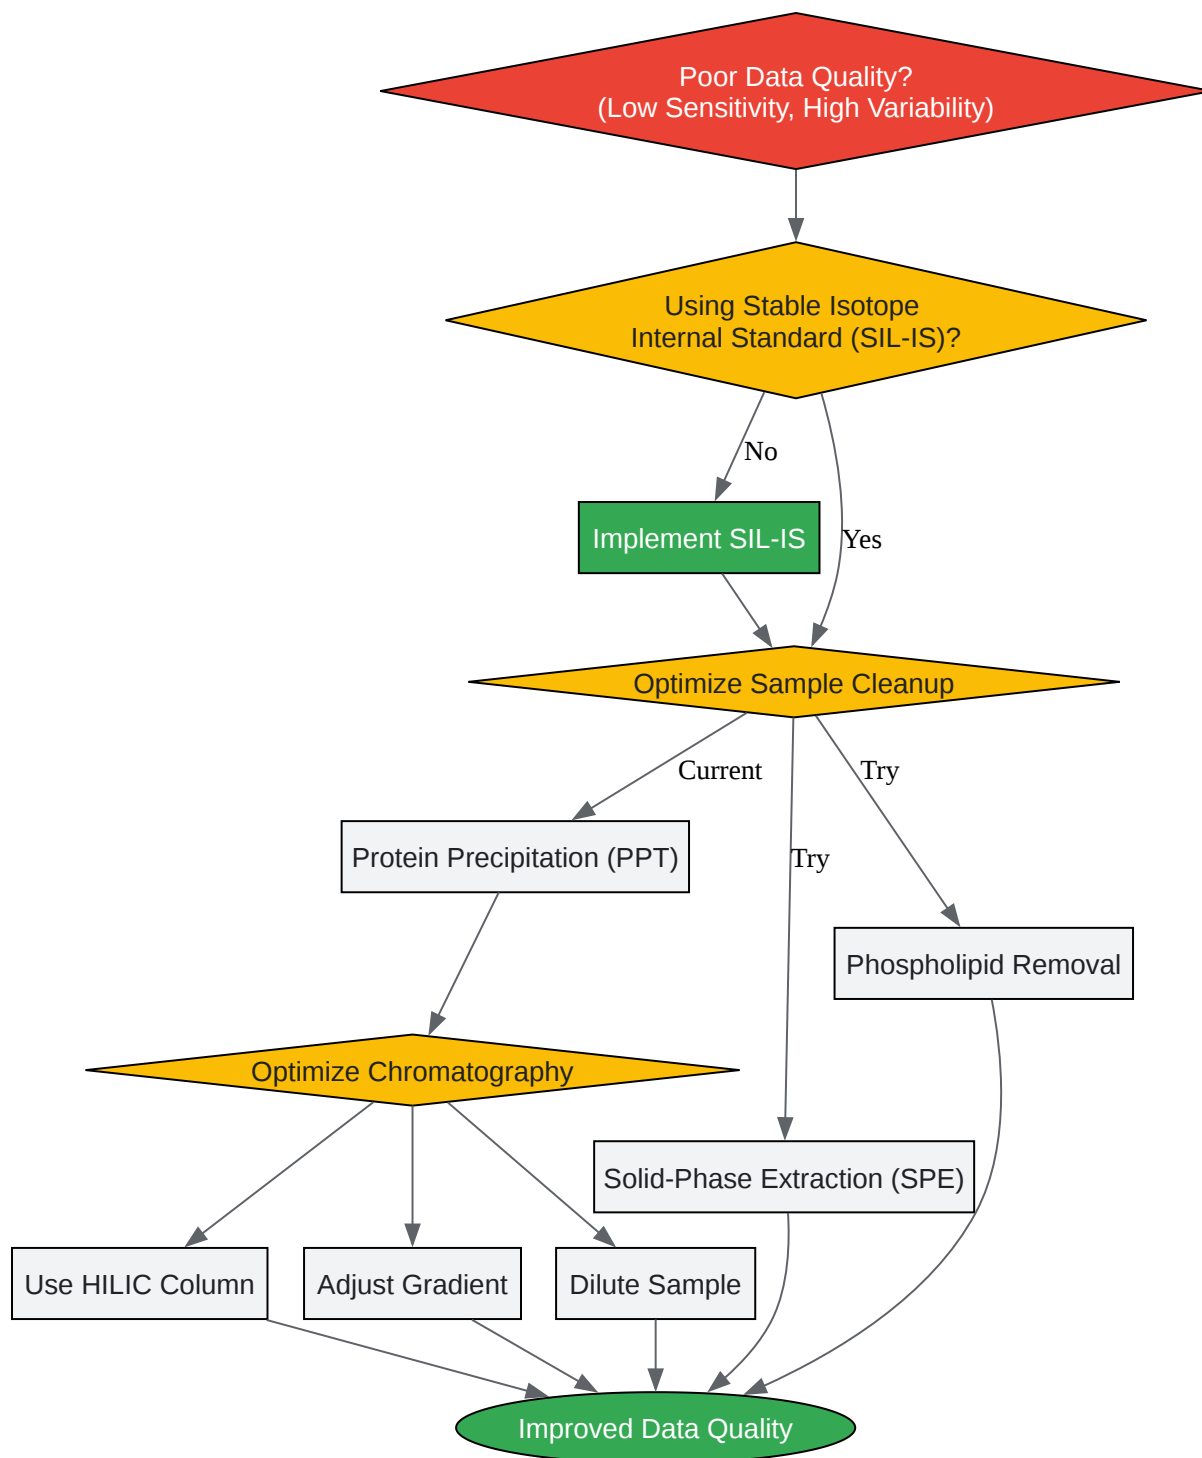 Poor Data Quality?
(Low Sensitivity, High Variability)
Using Stable Isotope
Internal Standard (SIL-IS)?
No
Implement SIL-IS
Yes
Optimize Sample Cleanup
Current
Try
Protein Precipitation (PPT)
Try
Phospholipid Removal
Optimize Chromatography
Solid-Phase Extraction (SPE)
Use HILIC Column
Adjust Gradient
Dilute Sample
Improved Data Quality